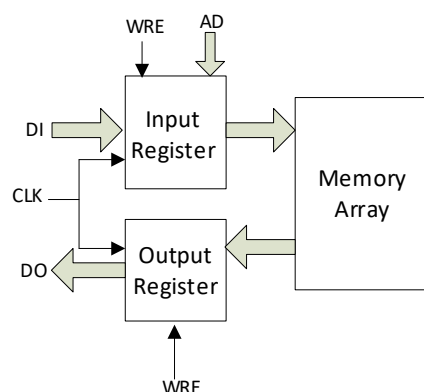 WRE
AD
DI
Input
Register
CLK
Memory
Array
DO
Output
Register
WRE